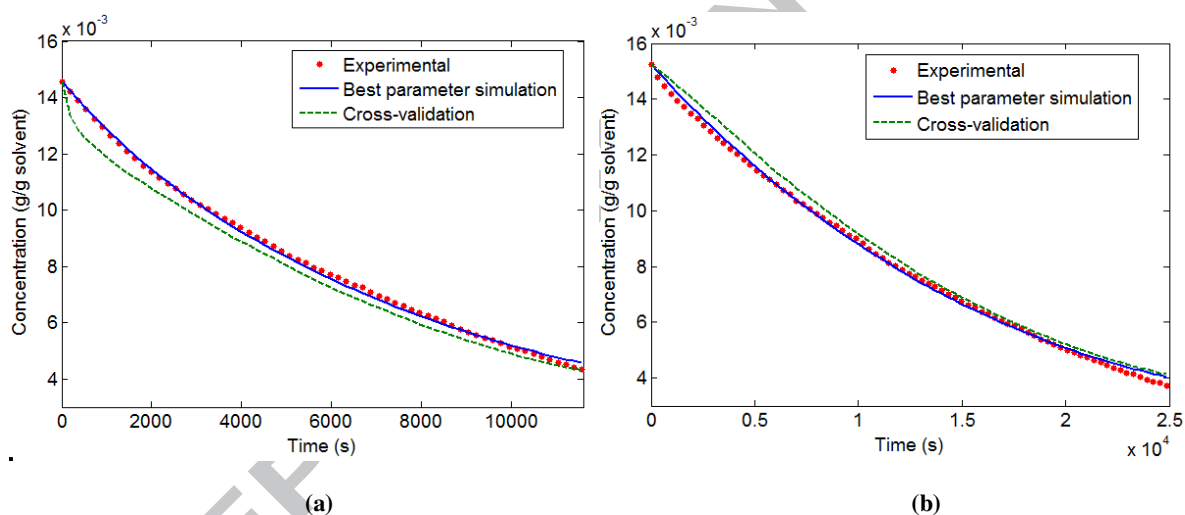 x 10⁻³
16
14
12
10
8
6
4
0
2000
4000
6000
8000
10000
Concentration (g/g solvent)
Time (s)
Experimental
Best parameter simulation
Cross-validation
(a)
x 10⁻³
16
14
12
10
8
6
4
0
0.5
1
1.5
2
2.5
x 10⁴
Concentration (g/g solvent)
Time (s)
Experimental
Best parameter simulation
Cross-validation
(b)